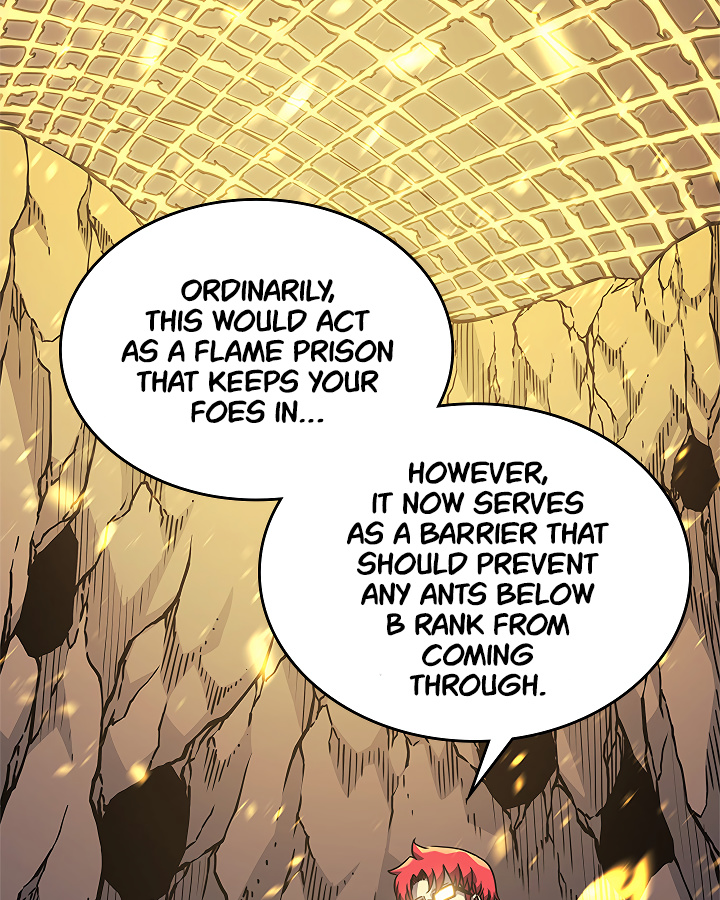 ORDINARILY,
THIS WOULD ACT
AS A FLAME PRISON
THAT KEEPS YOUR
FOES IN...
HOWEVER,
IT NOW SERVES
AS A BARRIER THAT
SHOULD PREVENT
ANY ANTS BELOW
B RANK FROM
COMING
THROUGH.